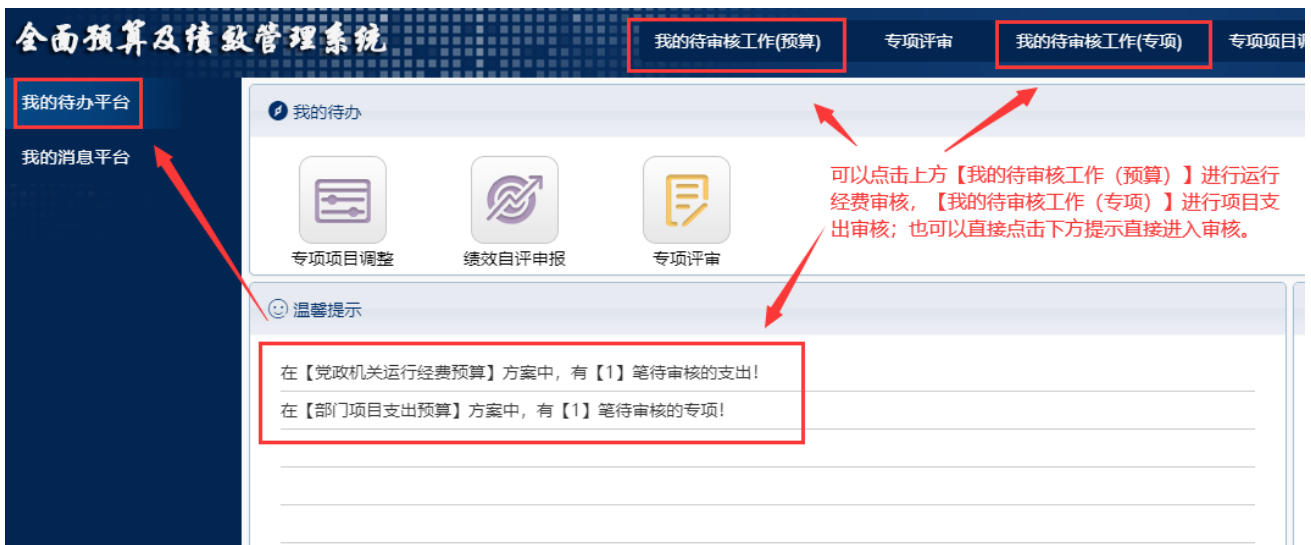 全面预算及绩效管理系统
我的待审核工作(预算) 专项评审 我的待审核工作(专项) 专项项目
我的待办平台
我的消息平台
我的待办
专项项目调整 绩效自评申报 专项评审
可以点击上方【我的待审核工作（预算）】进行运行
经费审核，【我的待审核工作（专项）】进行项目支
出审核；也可以直接点击下方提示直接进入审核。
温馨提示
在【党政机关运行经费预算】方案中，有【1】笔待审核的支出！
在【部门项目支出预算】方案中，有【1】笔待审核的专项！